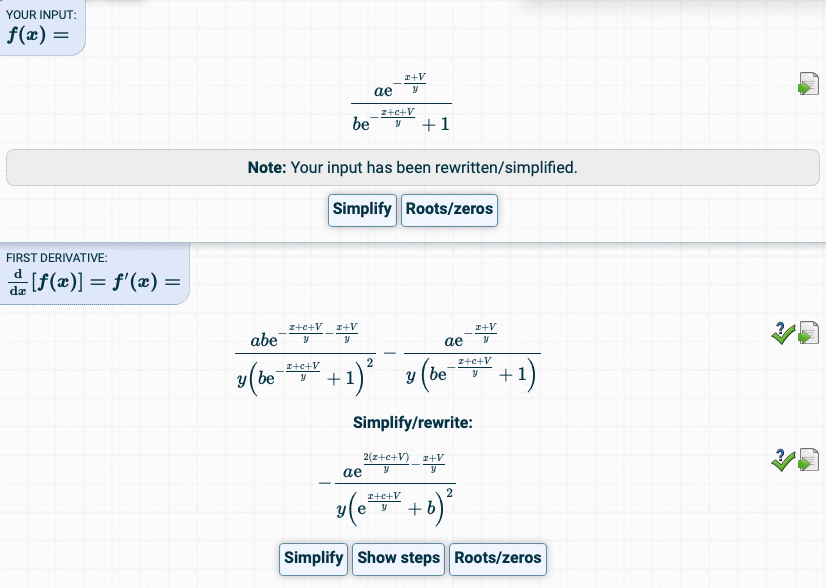 YOUR INPUT:
f(x) =
\frac{ae^{-\frac{x+V}{y}}}{be^{-\frac{x+c+V}{y}} + 1}
Note: Your input has been rewritten/simplified.
Simplify Roots/zeros
FIRST DERIVATIVE:
\frac{d}{dx}[f(x)] = f'(x) =
\frac{abe^{-\frac{x+c+V}{y}-\frac{x+V}{y}}}{y\left(be^{-\frac{x+c+V}{y}} + 1\right)^2} - \frac{ae^{-\frac{x+V}{y}}}{y\left(be^{-\frac{x+c+V}{y}} + 1\right)}
Simplify/rewrite:
-\frac{ae^{\frac{2(x+c+V)}{y}-\frac{x+V}{y}}}{y\left(e^{\frac{x+c+V}{y}} + b\right)^2}
Simplify Show steps Roots/zeros